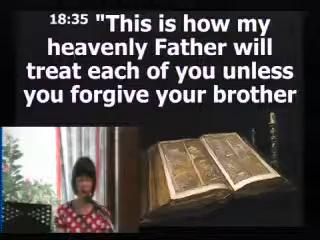 18:35 "This is how my
heavenly Father will
treat each of you unless
you forgive your brother